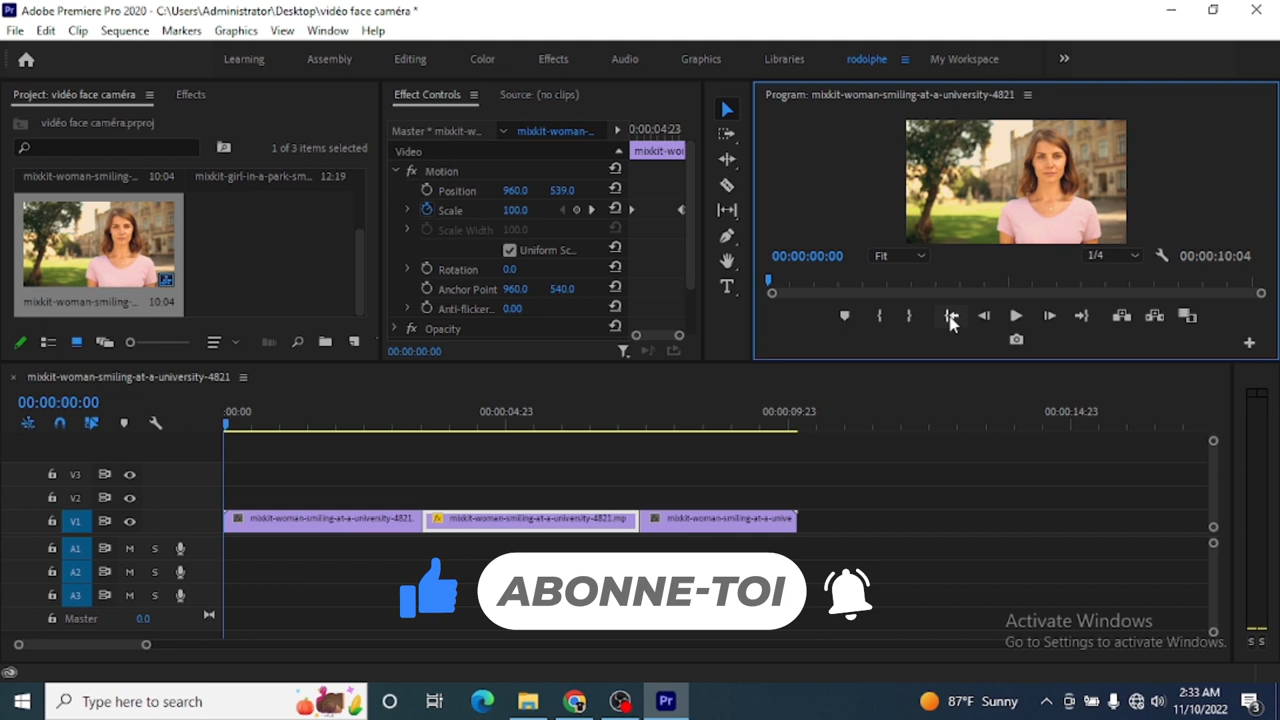 Adobe Premiere Pro 2020 - C:\Users\Administrator\Desktop\vidéo face caméra *
File Edit Clip Sequence Markers Graphics View Window Help
Learning Assembly Editing Color Effects Audio Graphics Libraries rodolphe My Workspace
Project: vidéo face caméra Effects
vidéo face caméra.prproj
1 of 3 items selected
mixkit-woman-smiling-... 10:04 mixkit-girl-in-a-park-sm... 12:19
mixkit-woman-smiling-... 10:04
Effect Controls Source: (no clips)
Master * mixkit-w... mixkit-woman-... 0:00:04:23
Video mixkit-wor
fx Motion
Position 960.0 539.0
Scale 100.0
Scale Width 100.0
Uniform Sc...
Rotation 0.0
Anchor Point 960.0 540.0
Anti-flicker... 0.00
fx Opacity
00:00:00:00
Program: mixkit-woman-smiling-at-a-university-4821
00:00:00:00 Fit 1/4 00:00:10:04
mixkit-woman-smiling-at-a-university-4821
00:00:00:00
:00:00 00:00:04:23 00:00:09:23 00:00:14:23
V3
V2
V1 mixkit-woman-smiling-at-a-university-4821. fx mixkit-woman-smiling-at-a-university-4821.mp mixkit-woman-smiling-at-a-unive
A1 M S
A2 M S
A3 M S
Master 0.0
S S
ABONNE-TOI
Activate Windows
Go to Settings to activate Windows.
Type here to search
Pr
87°F Sunny
2:33 AM
11/10/2022
3